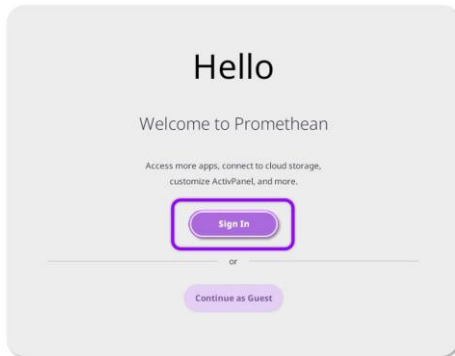 Hello
Welcome to Promethean
Access more apps, connect to cloud storage,
customize ActivPanel, and more.
Sign In
or
Continue as Guest